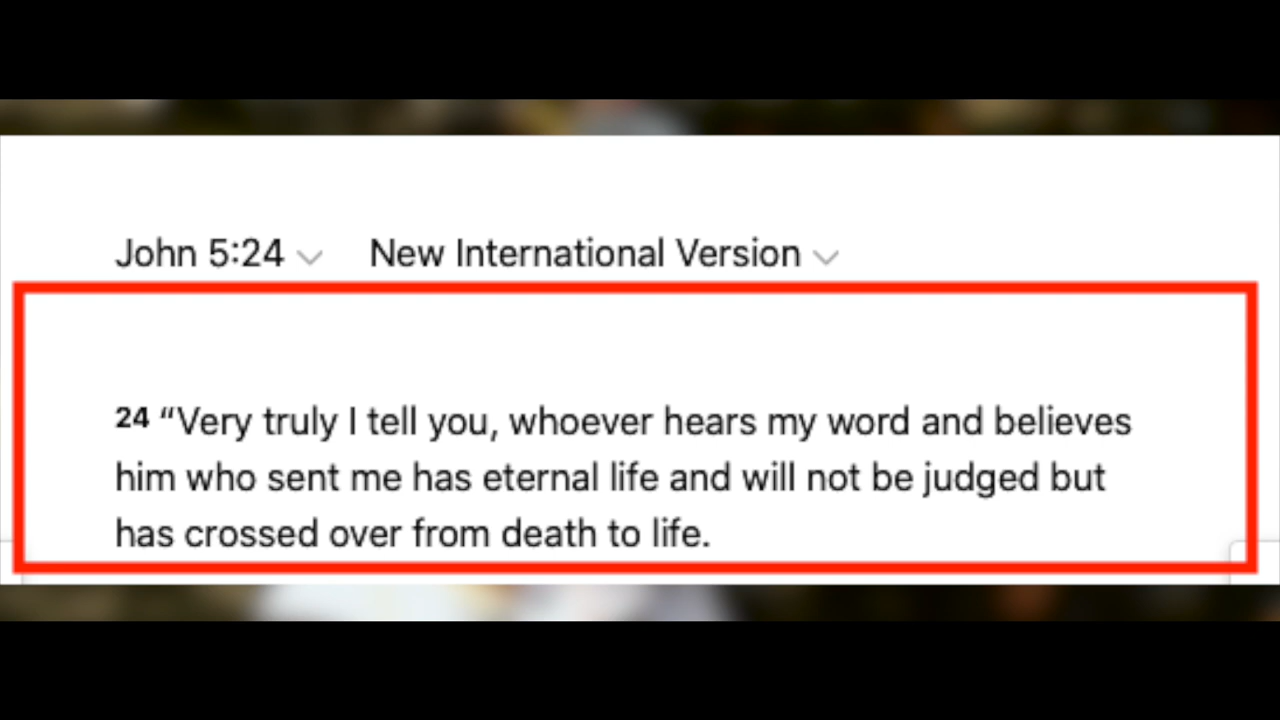 John 5:24 New International Version
24 “Very truly I tell you, whoever hears my word and believes
him who sent me has eternal life and will not be judged but
has crossed over from death to life.